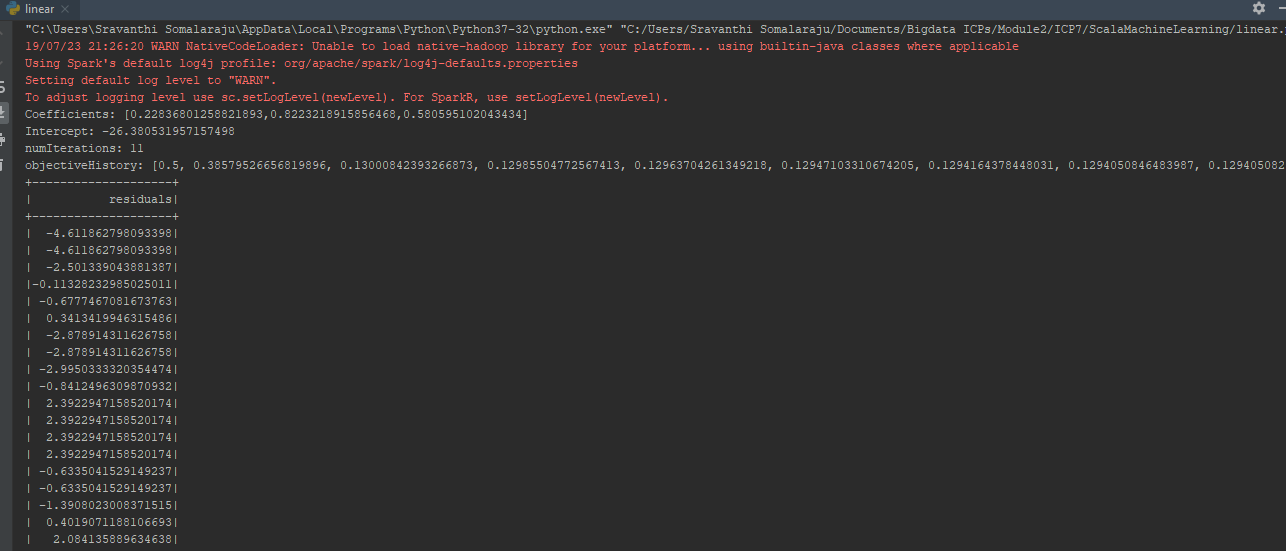 linear
"C:\Users\Sravanthi Somalaraju\AppData\Local\Programs\Python\Python37-32\python.exe" "C:/Users/Sravanthi Somalaraju/Documents/Bigdata ICPs/Module2/ICP7/ScalaMachineLearning/linear.p
19/07/23 21:26:20 WARN NativeCodeLoader: Unable to load native-hadoop library for your platform... using builtin-java classes where applicable
Using Spark's default log4j profile: org/apache/spark/log4j-defaults.properties
Setting default log level to "WARN".
To adjust logging level use sc.setLogLevel(newLevel). For SparkR, use setLogLevel(newLevel).
Coefficients: [0.22836801258821893,0.8223218915856468,0.580595102043434]
Intercept: -26.380531957157498
numIterations: 11
objectiveHistory: [0.5, 0.38579526656819896, 0.13000842393266873, 0.12985504772567413, 0.12963704261349218, 0.12947103310674205, 0.1294164378448031, 0.1294050846483987, 0.129405082
+--------------------+
|           residuals|
+--------------------+
|  -4.611862798093398|
|  -4.611862798093398|
|  -2.501339043881387|
|-0.11328232985025011|
| -0.6777467081673763|
|  0.3413419946315486|
| -2.878914311626758|
| -2.878914311626758|
| -2.9950333320354474|
| -0.8412496309870932|
|  2.3922947158520174|
|  2.3922947158520174|
|  2.3922947158520174|
|  2.3922947158520174|
| -0.6335041529149237|
| -0.6335041529149237|
| -1.3908023008371515|
|  0.4019071188106693|
|   2.084135889634638|